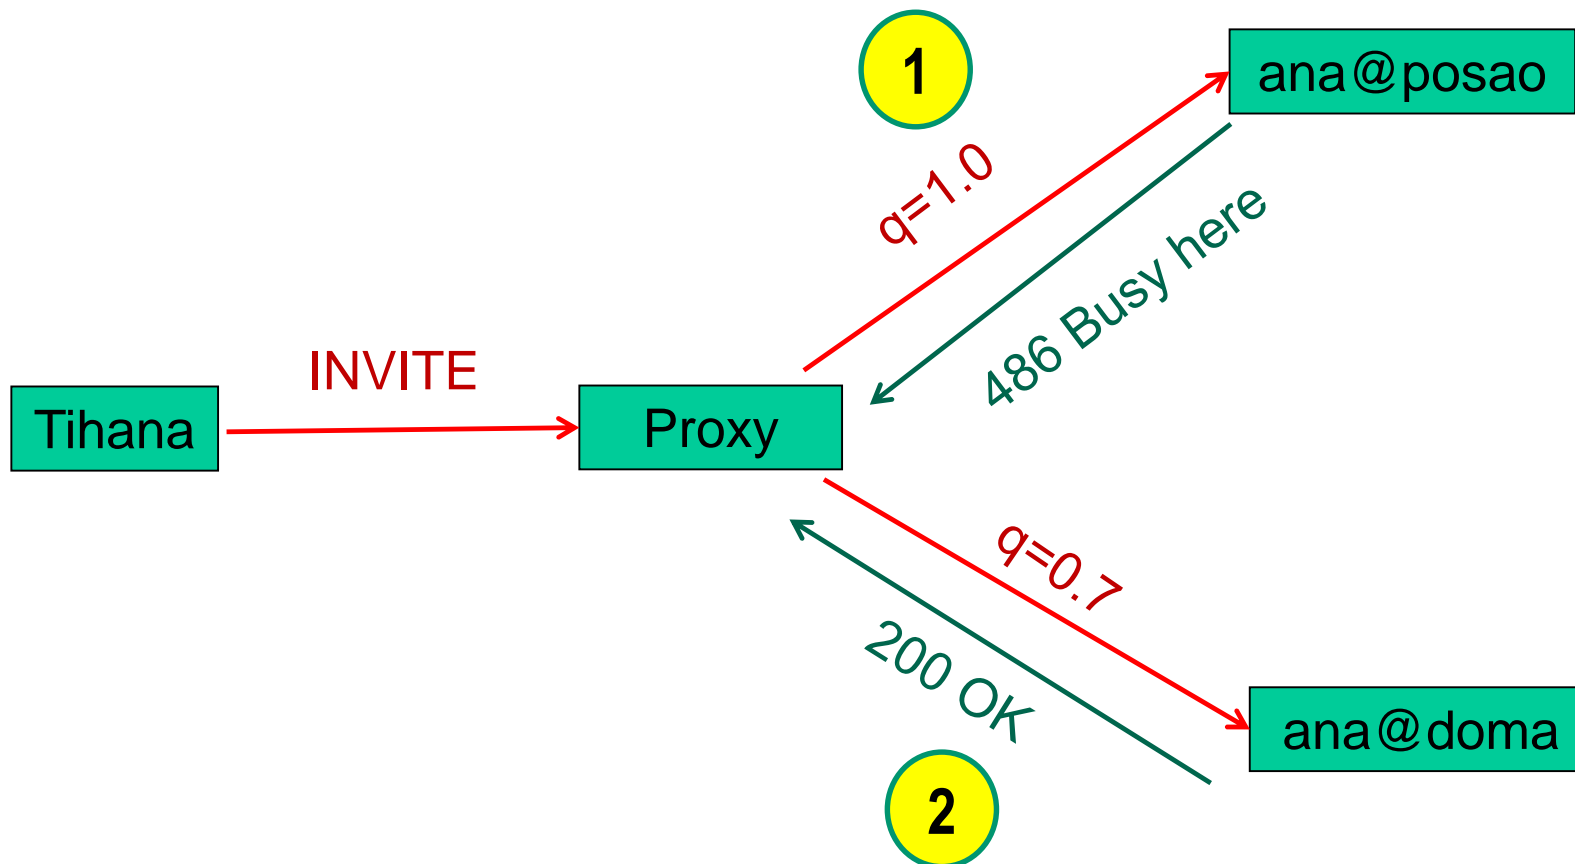 1
ana@posao
q=1.0
486 Busy here
INVITE
Tihana
Proxy
q=0.7
200 OK
ana@doma
2